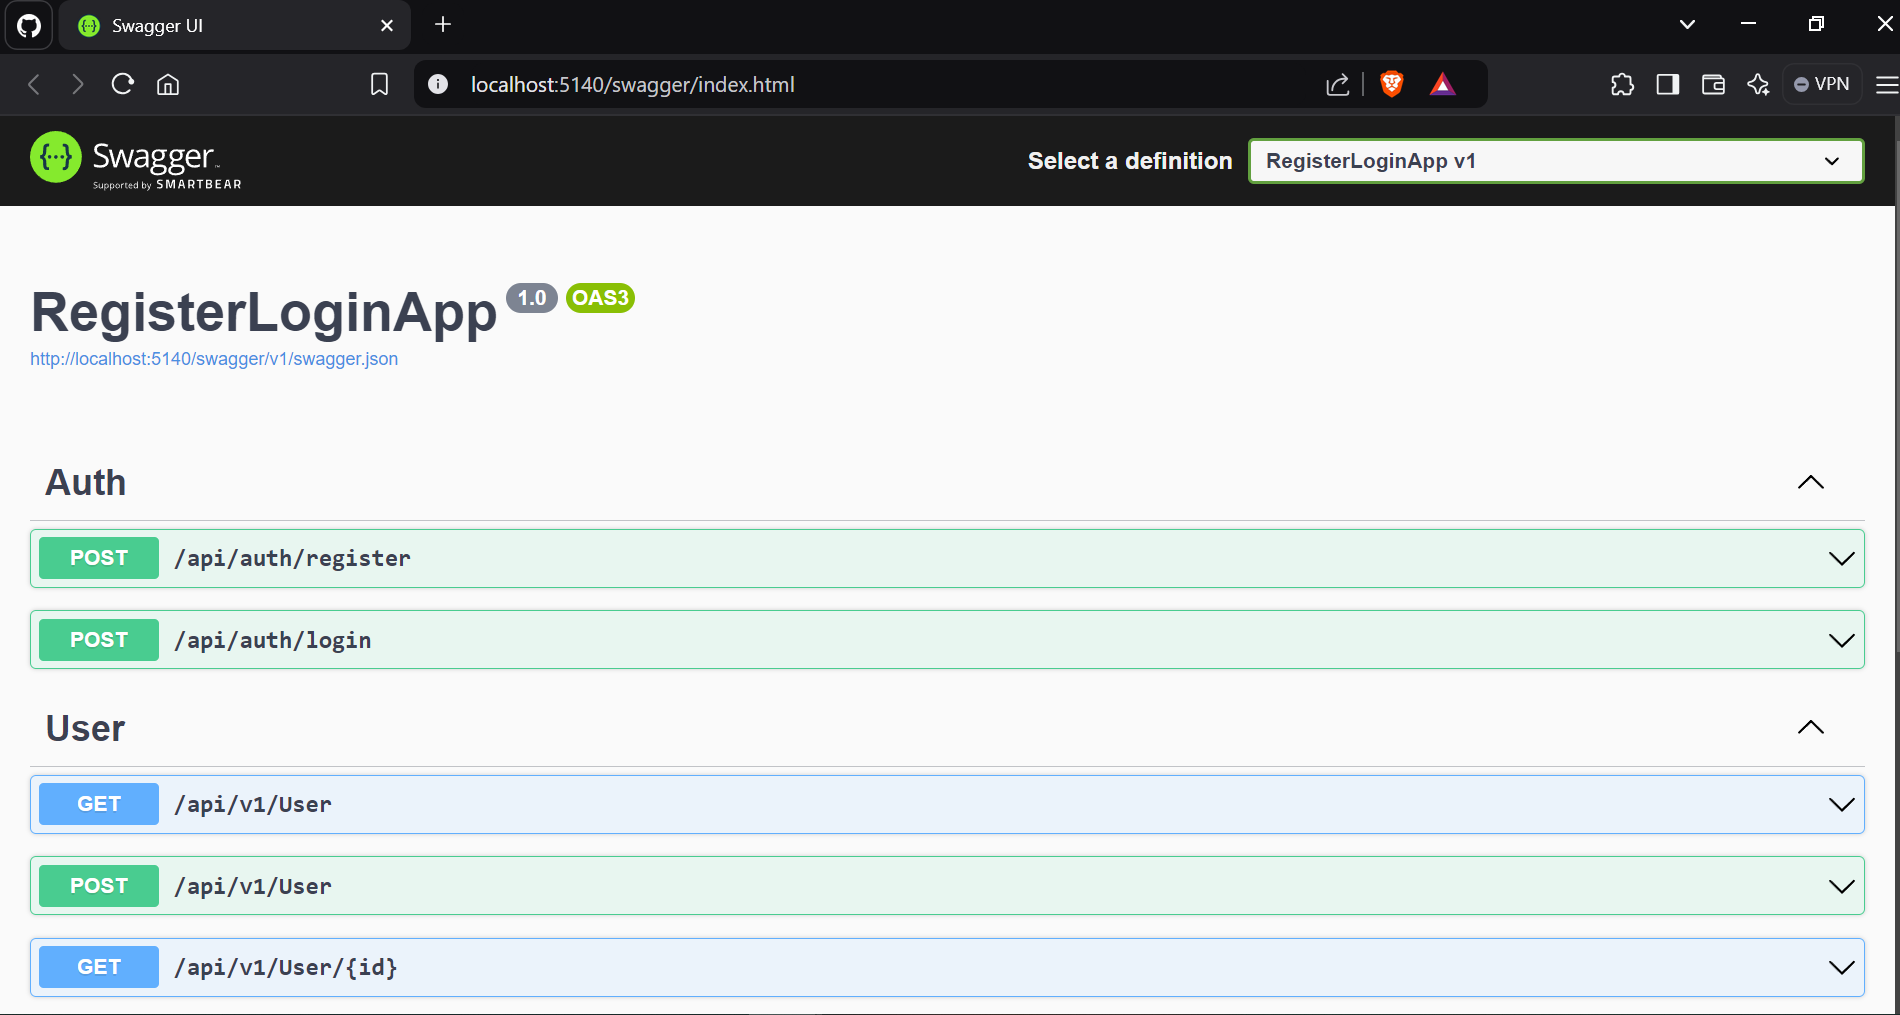 Swagger UI
localhost:5140/swagger/index.html
VPN
Swagger
Supported by SMARTBEAR
Select a definition
RegisterLoginApp v1
RegisterLoginApp 1.0 OAS3
http://localhost:5140/swagger/v1/swagger.json
Auth
POST /api/auth/register
POST /api/auth/login
User
GET /api/v1/User
POST /api/v1/User
GET /api/v1/User/{id}